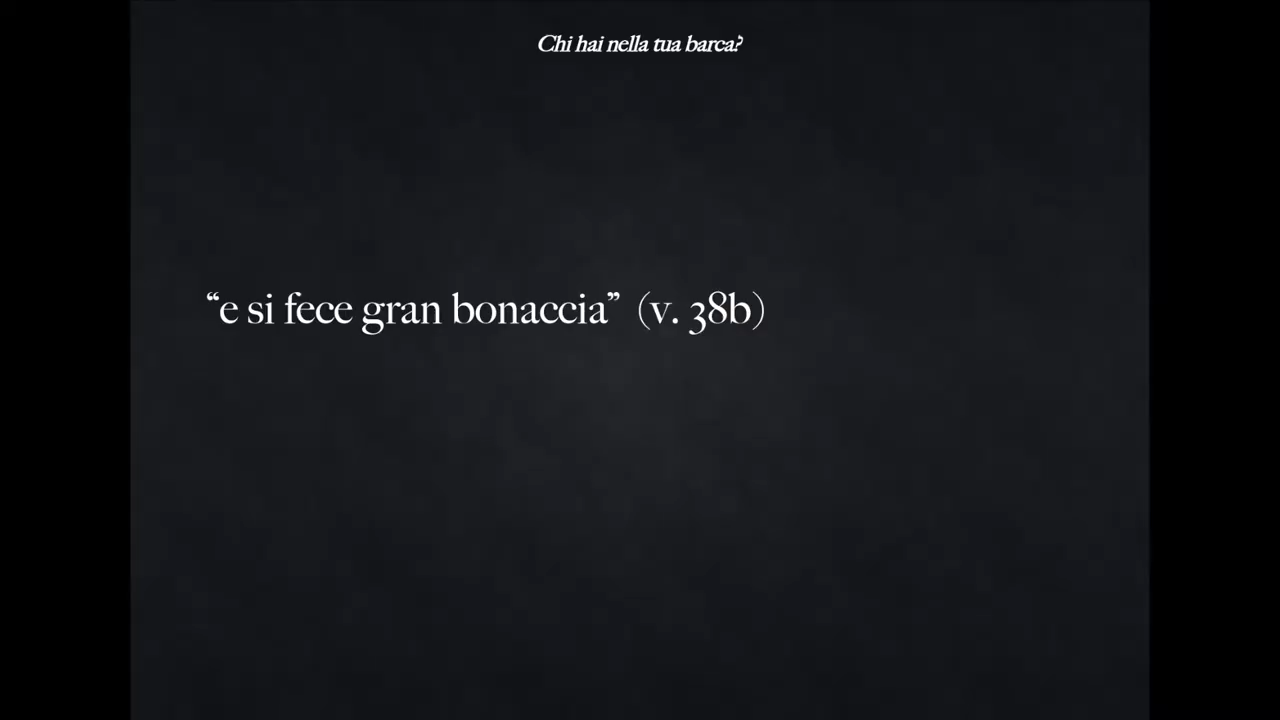 Chi hai nella tua barca?
“e si fece gran bonaccia” (v. 38b)